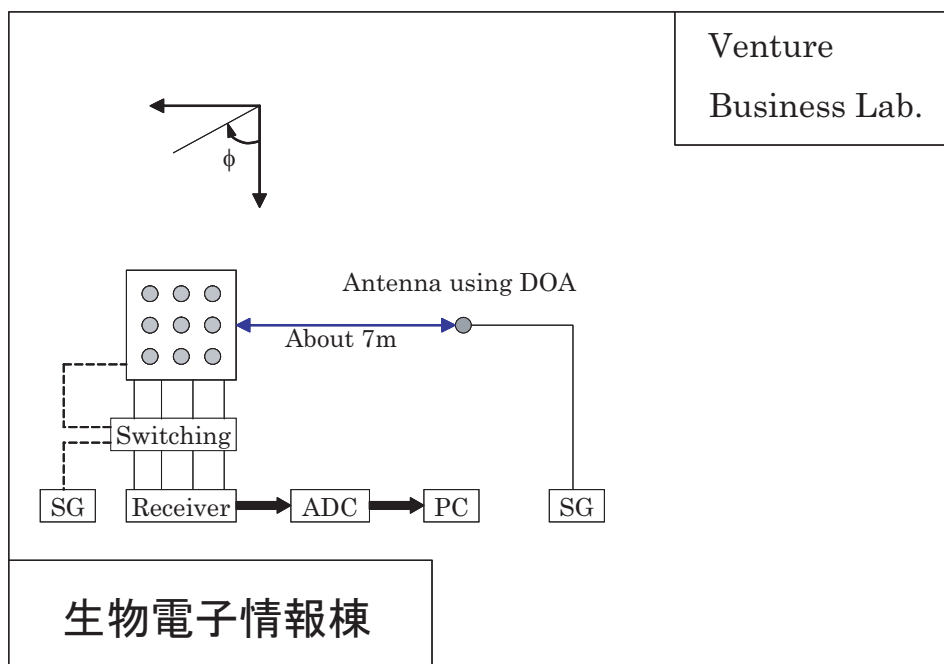 Venture
Business Lab.
ϕ
Antenna using DOA
About 7m
Switching
SG
Receiver
ADC
PC
SG
生物電子情報棟